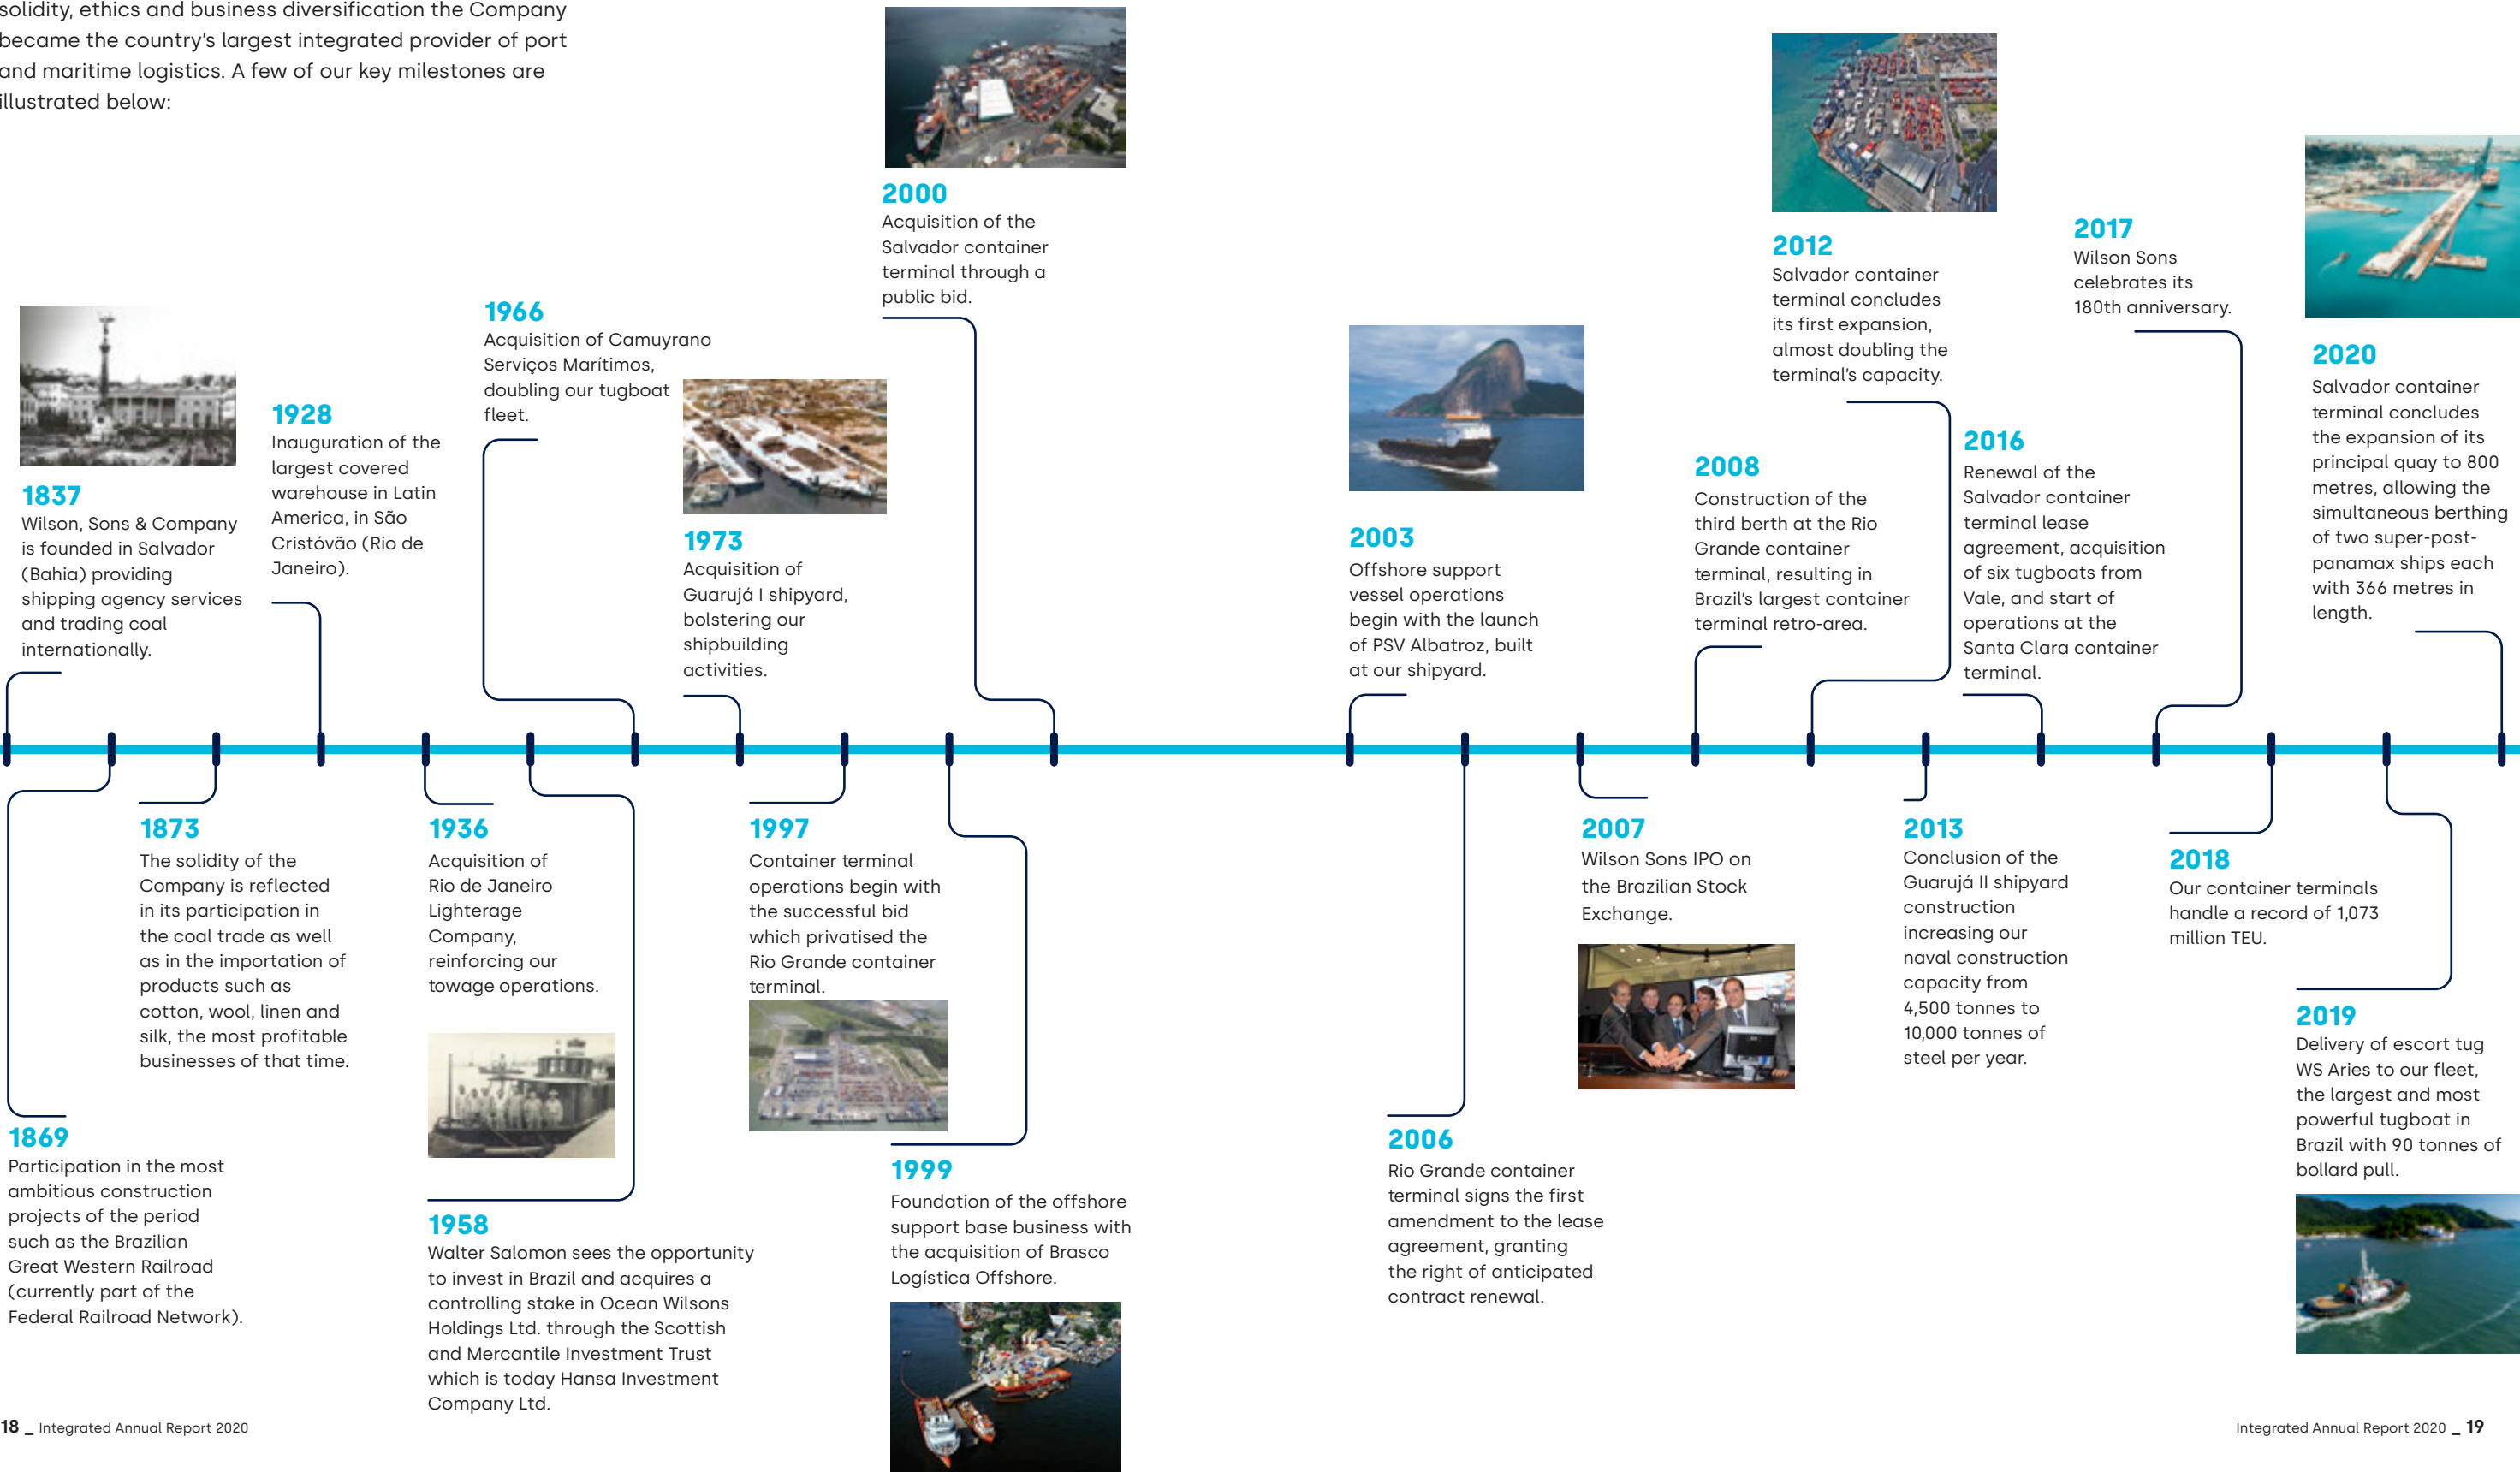 solidity, ethics and business diversification the Company
became the country's largest integrated provider of port
and maritime logistics. A few of our key milestones are
illustrated below:
1837
Wilson, Sons & Company
is founded in Salvador
(Bahia) providing
shipping agency services
and trading coal
internationally.
1869
Participation in the most
ambitious construction
projects of the period
such as the Brazilian
Great Western Railroad
(currently part of the
Federal Railroad Network).
1873
The solidity of the
Company is reflected
in its participation in
the coal trade as well
as in the importation of
products such as
cotton, wool, linen and
silk, the most profitable
businesses of that time.
1928
Inauguration of the
largest covered
warehouse in Latin
America, in São
Cristóvão (Rio de
Janeiro).
1936
Acquisition of
Rio de Janeiro
Lighterage
Company,
reinforcing our
towage operations.
1958
Walter Salomon sees the opportunity
to invest in Brazil and acquires a
controlling stake in Ocean Wilsons
Holdings Ltd. through the Scottish
and Mercantile Investment Trust
which is today Hansa Investment
Company Ltd.
1966
Acquisition of Camuyrano
Serviços Marítimos,
doubling our tugboat
fleet.
1973
Acquisition of
Guarujá I shipyard,
bolstering our
shipbuilding
activities.
1997
Container terminal
operations begin with
the successful bid
which privatised the
Rio Grande container
terminal.
1999
Foundation of the offshore
support base business with
the acquisition of Brasco
Logística Offshore.
2000
Acquisition of the
Salvador container
terminal through a
public bid.
2003
Offshore support
vessel operations
begin with the launch
of PSV Albatroz, built
at our shipyard.
2006
Rio Grande container
terminal signs the first
amendment to the lease
agreement, granting
the right of anticipated
contract renewal.
2007
Wilson Sons IPO on
the Brazilian Stock
Exchange.
2008
Construction of the
third berth at the Rio
Grande container
terminal, resulting in
Brazil's largest container
terminal retro-area.
2012
Salvador container
terminal concludes
its first expansion,
almost doubling the
terminal's capacity.
2013
Conclusion of the
Guarujá II shipyard
construction
increasing our
naval construction
capacity from
4,500 tonnes to
10,000 tonnes of
steel per year.
2016
Renewal of the
Salvador container
terminal lease
agreement, acquisition
of six tugboats from
Vale, and start of
operations at the
Santa Clara container
terminal.
2017
Wilson Sons
celebrates its
180th anniversary.
2018
Our container terminals
handle a record of 1,073
million TEU.
2019
Delivery of escort tug
WS Aries to our fleet,
the largest and most
powerful tugboat in
Brazil with 90 tonnes of
bollard pull.
2020
Salvador container
terminal concludes
the expansion of its
principal quay to 800
metres, allowing the
simultaneous berthing
of two super-post-
panamax ships each
with 366 metres in
length.
18 _ Integrated Annual Report 2020
Integrated Annual Report 2020 _ 19